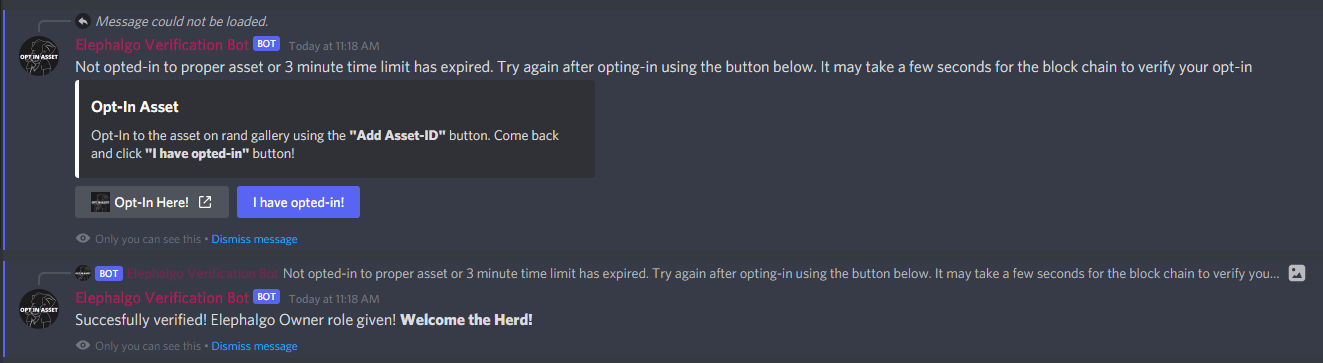 Message could not be loaded.
OPT IN ASSET
Elephalgo Verification Bot BOT Today at 11:18 AM
Not opted-in to proper asset or 3 minute time limit has expired. Try again after opting-in using the button below. It may take a few seconds for the block chain to verify your opt-in
Opt-In Asset
Opt-In to the asset on rand gallery using the "Add Asset-ID" button. Come back
and click "I have opted-in" button!
Opt-In Here! I have opted-in!
Only you can see this • Dismiss message
BOT Elephalgo Verification Bot Not opted-in to proper asset or 3 minute time limit has expired. Try again after opting-in using the button below. It may take a few seconds for the block chain to verify you...
OPT IN ASSET
Elephalgo Verification Bot BOT Today at 11:18 AM
Succesfully verified! Elephalgo Owner role given! Welcome the Herd!
Only you can see this • Dismiss message